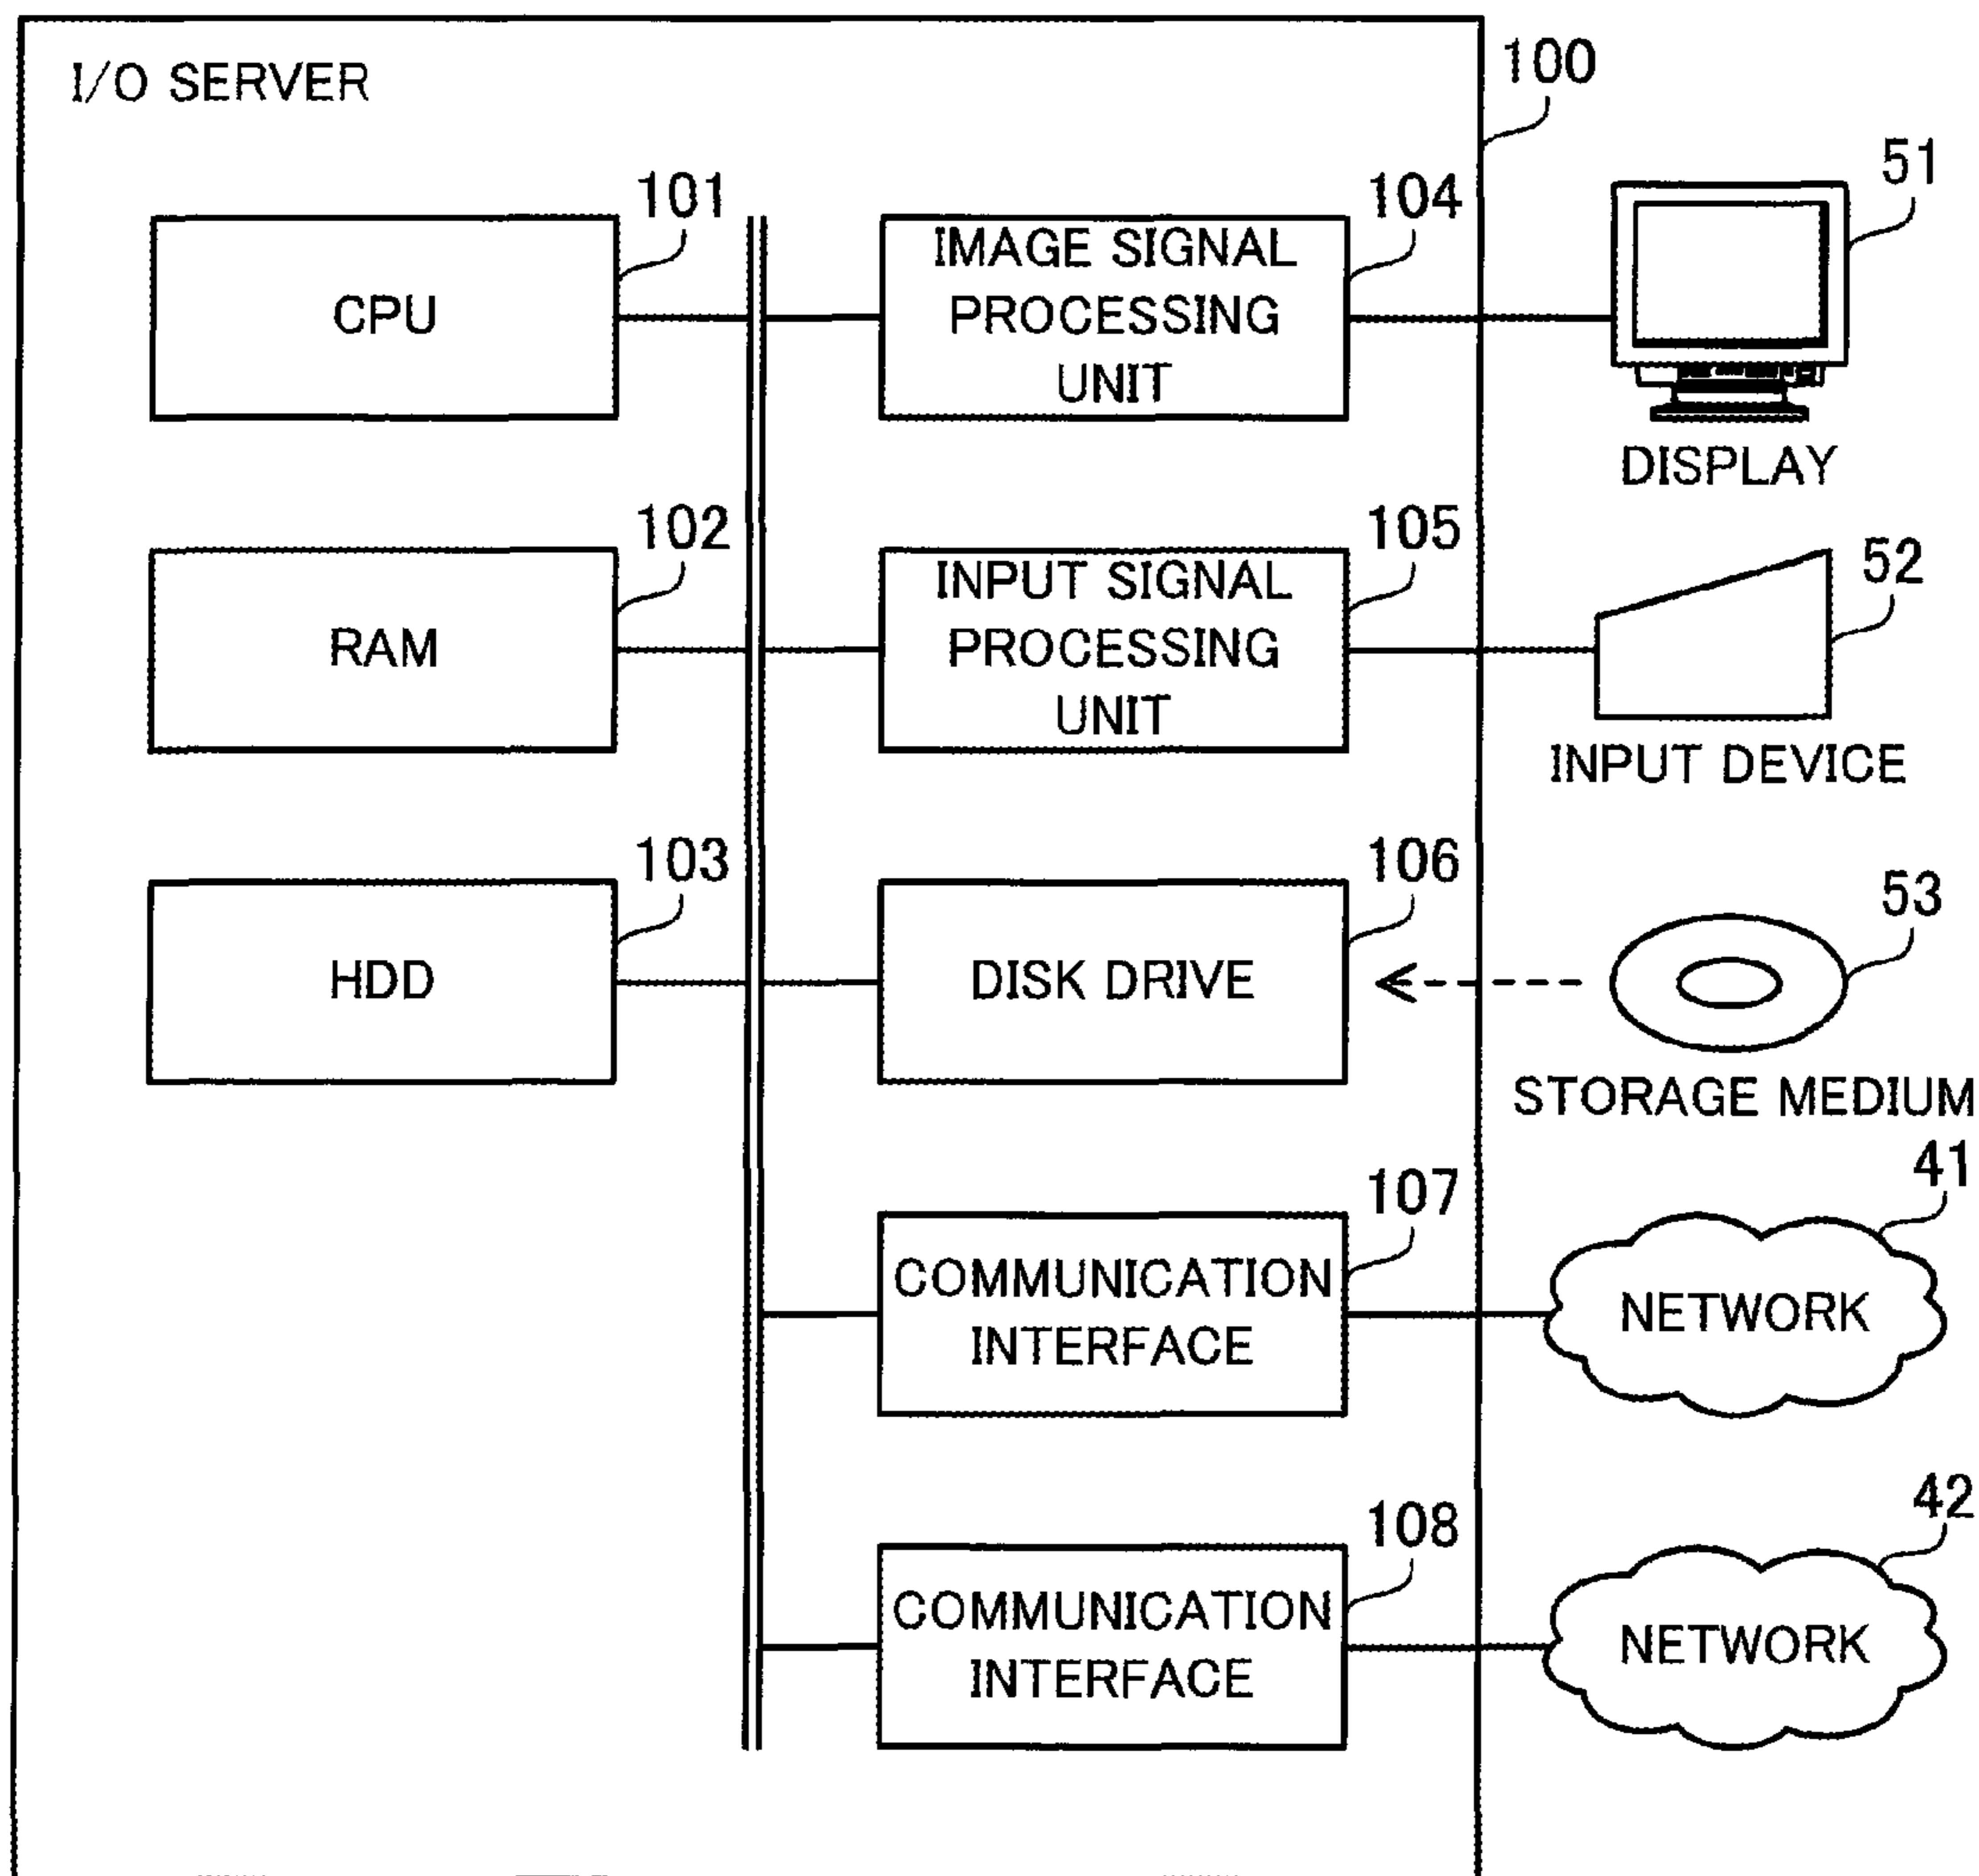 I/O SERVER
100
101
CPU
104
IMAGE SIGNAL
PROCESSING
UNIT
51
DISPLAY
102
RAM
105
INPUT SIGNAL
PROCESSING
UNIT
52
INPUT DEVICE
103
HDD
106
DISK DRIVE
53
STORAGE MEDIUM
107
COMMUNICATION
INTERFACE
41
NETWORK
108
COMMUNICATION
INTERFACE
42
NETWORK